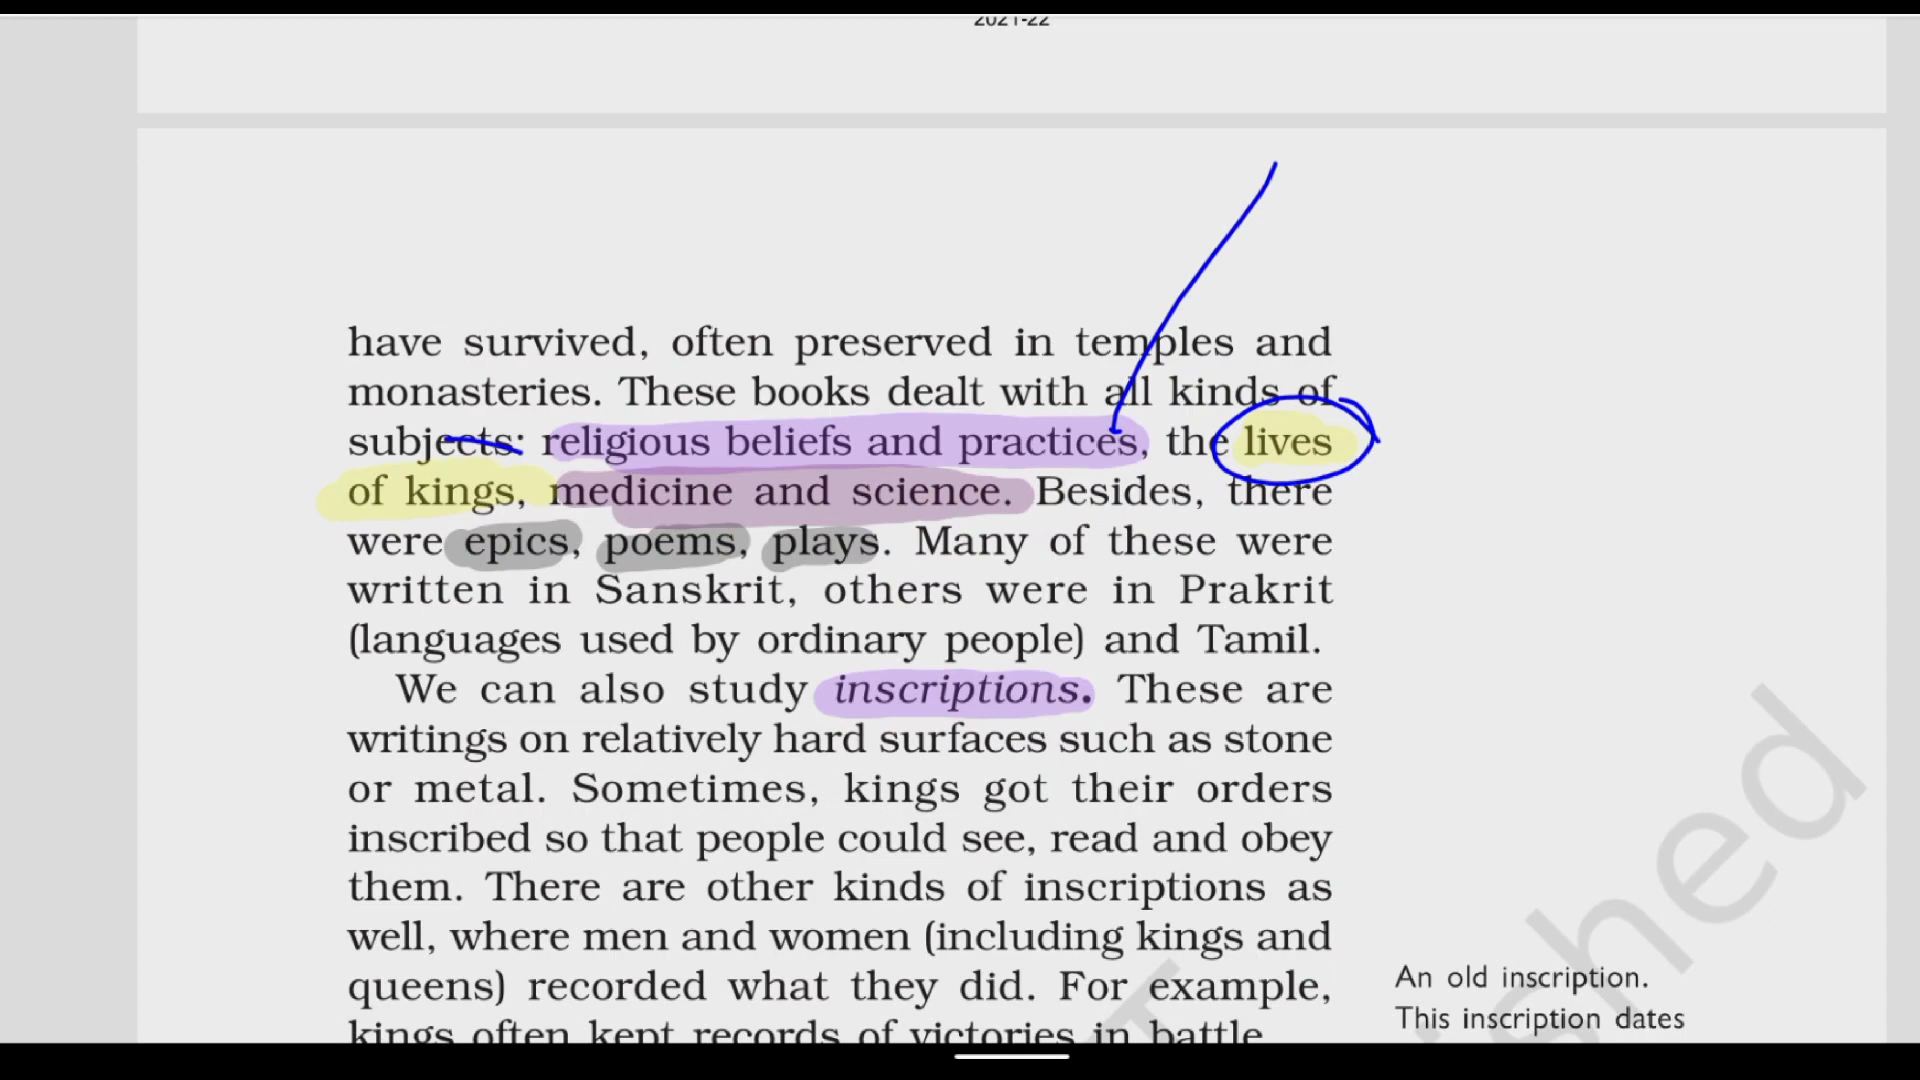 2021-22
have survived, often preserved in temples and
monasteries. These books dealt with all kinds of
subjects: religious beliefs and practices, the lives
of kings, medicine and science. Besides, there
were epics, poems, plays. Many of these were
written in Sanskrit, others were in Prakrit
(languages used by ordinary people) and Tamil.
We can also study inscriptions. These are
writings on relatively hard surfaces such as stone
or metal. Sometimes, kings got their orders
inscribed so that people could see, read and obey
them. There are other kinds of inscriptions as
well, where men and women (including kings and
queens) recorded what they did. For example,
kings often kept records of victories in battle.
An old inscription.
This inscription dates